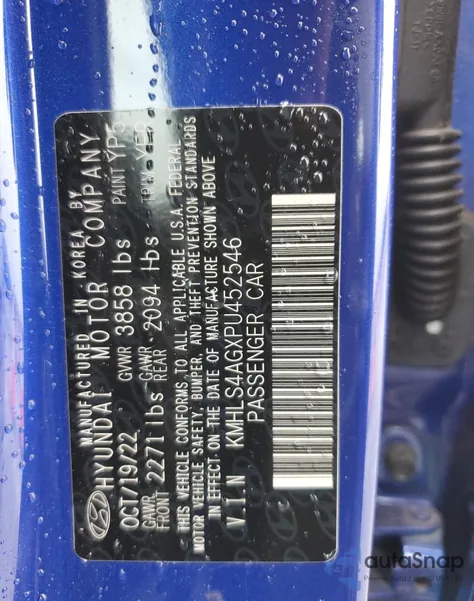 MANUFACTURED IN KOREA BY
HYUNDAI MOTOR COMPANY
OCT/19/22 GVWR 3858 lbs PAINT
GAWR FRONT 2271 lbs GAWR REAR 2094 lbs
THIS VEHICLE CONFORMS TO ALL APPLICABLE U.S.A. FEDERAL
MOTOR VEHICLE SAFETY, BUMPER, AND THEFT PREVENTION STANDARDS
IN EFFECT ON THE DATE OF MANUFACTURE SHOWN ABOVE
V.I.N KMHLS4AGXPU452546
PASSENGER CAR
autoSnap